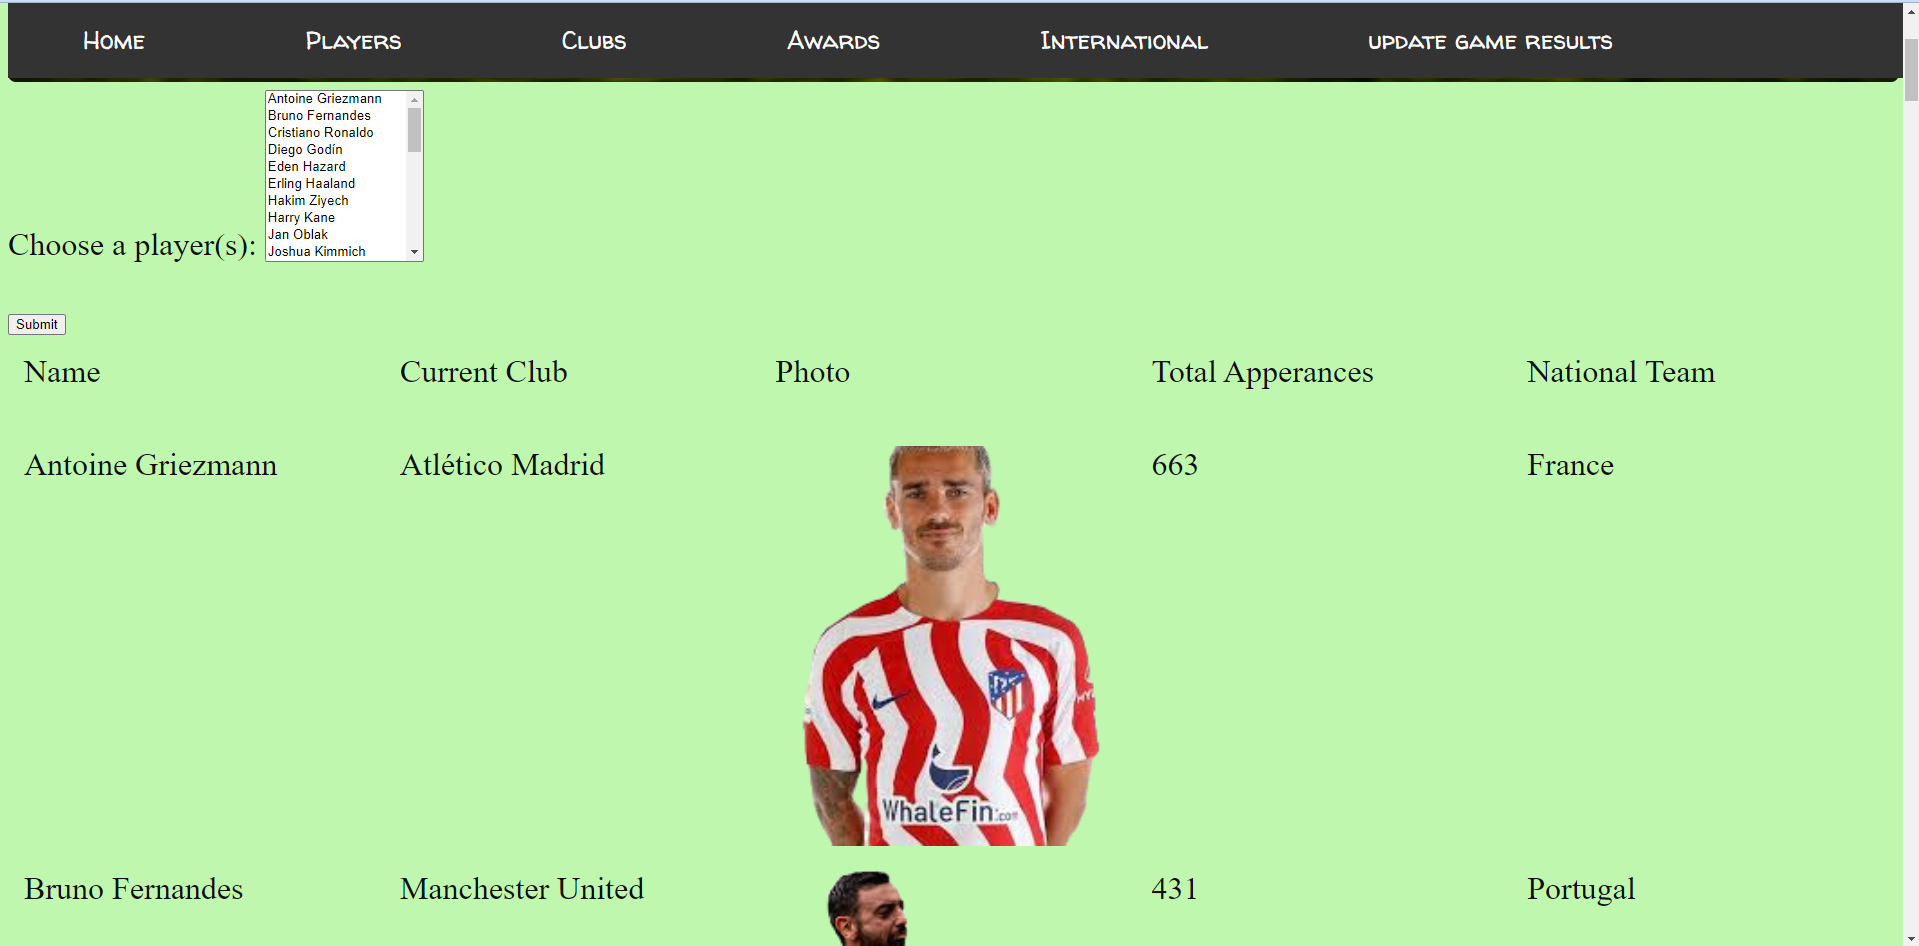 Home Players Clubs Awards International update game results
Antoine Griezmann
Bruno Fernandes
Cristiano Ronaldo
Diego Godín
Eden Hazard
Erling Haaland
Hakim Ziyech
Harry Kane
Jan Oblak
Joshua Kimmich
Choose a player(s):
Submit
Name Current Club Photo Total Apperances National Team
Antoine Griezmann Atlético Madrid 663 France
WhaleFin.com
Bruno Fernandes Manchester United 431 Portugal